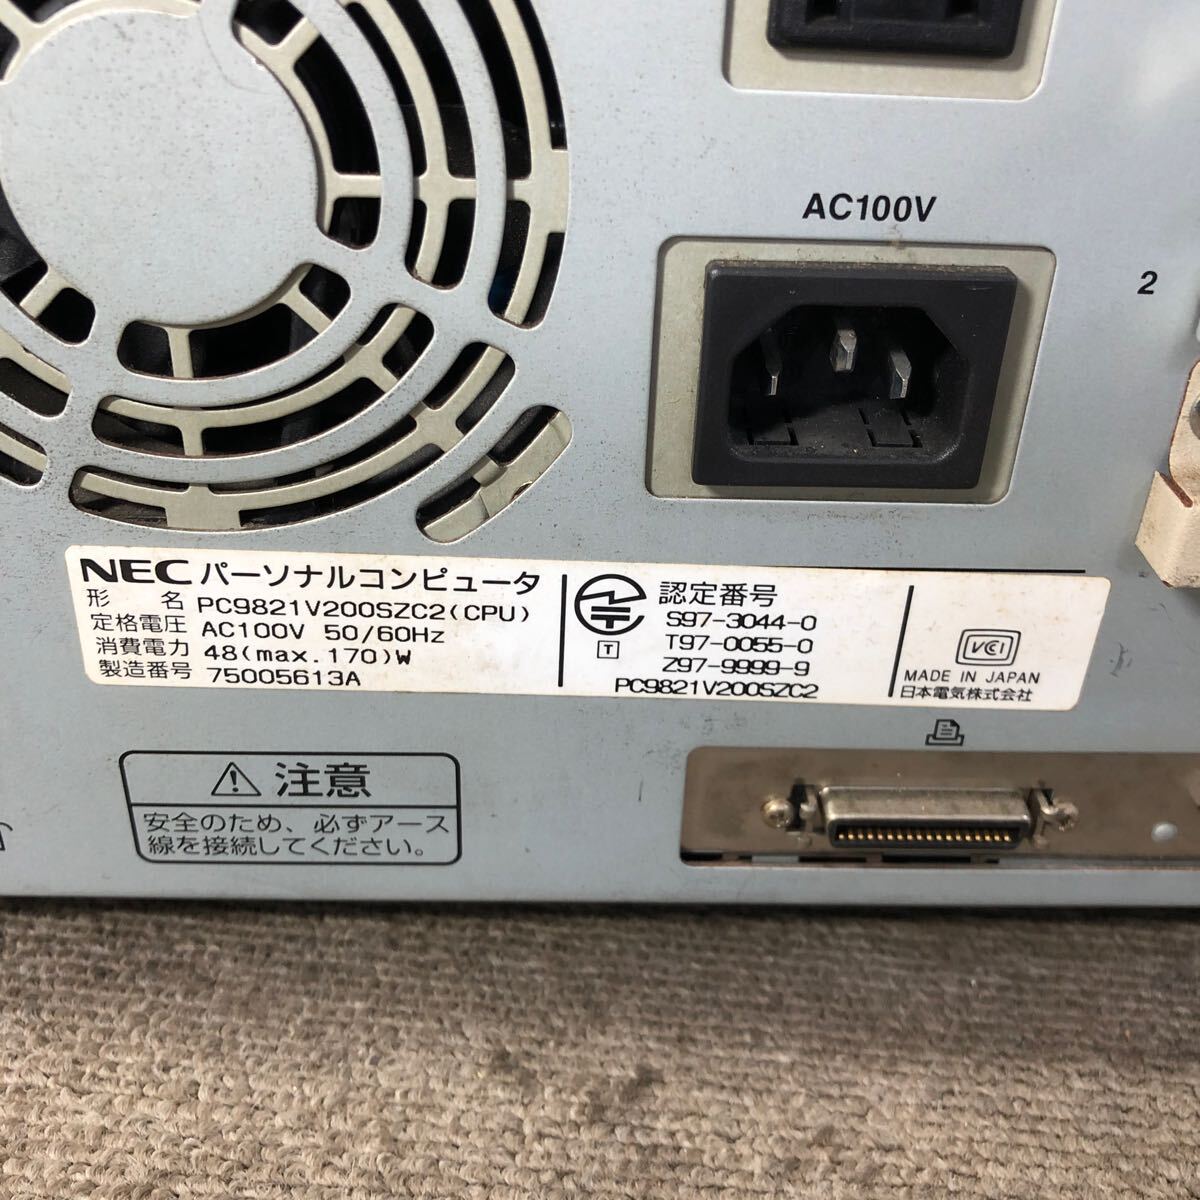 AC100V
2
NEC パーソナルコンピュータ
形 名 PC9821V200SZC2(CPU)
定格電圧 AC100V 50/60Hz
消費電力 48(max.170)W
製造番号 75005613A
T
認定番号
S97-3044-0
T97-0055-0
Z97-9999-9
PC9821V200SZC2
VCI
MADE IN JAPAN
日本電気株式会社
注意
安全のため、必ずアース
線を接続してください。